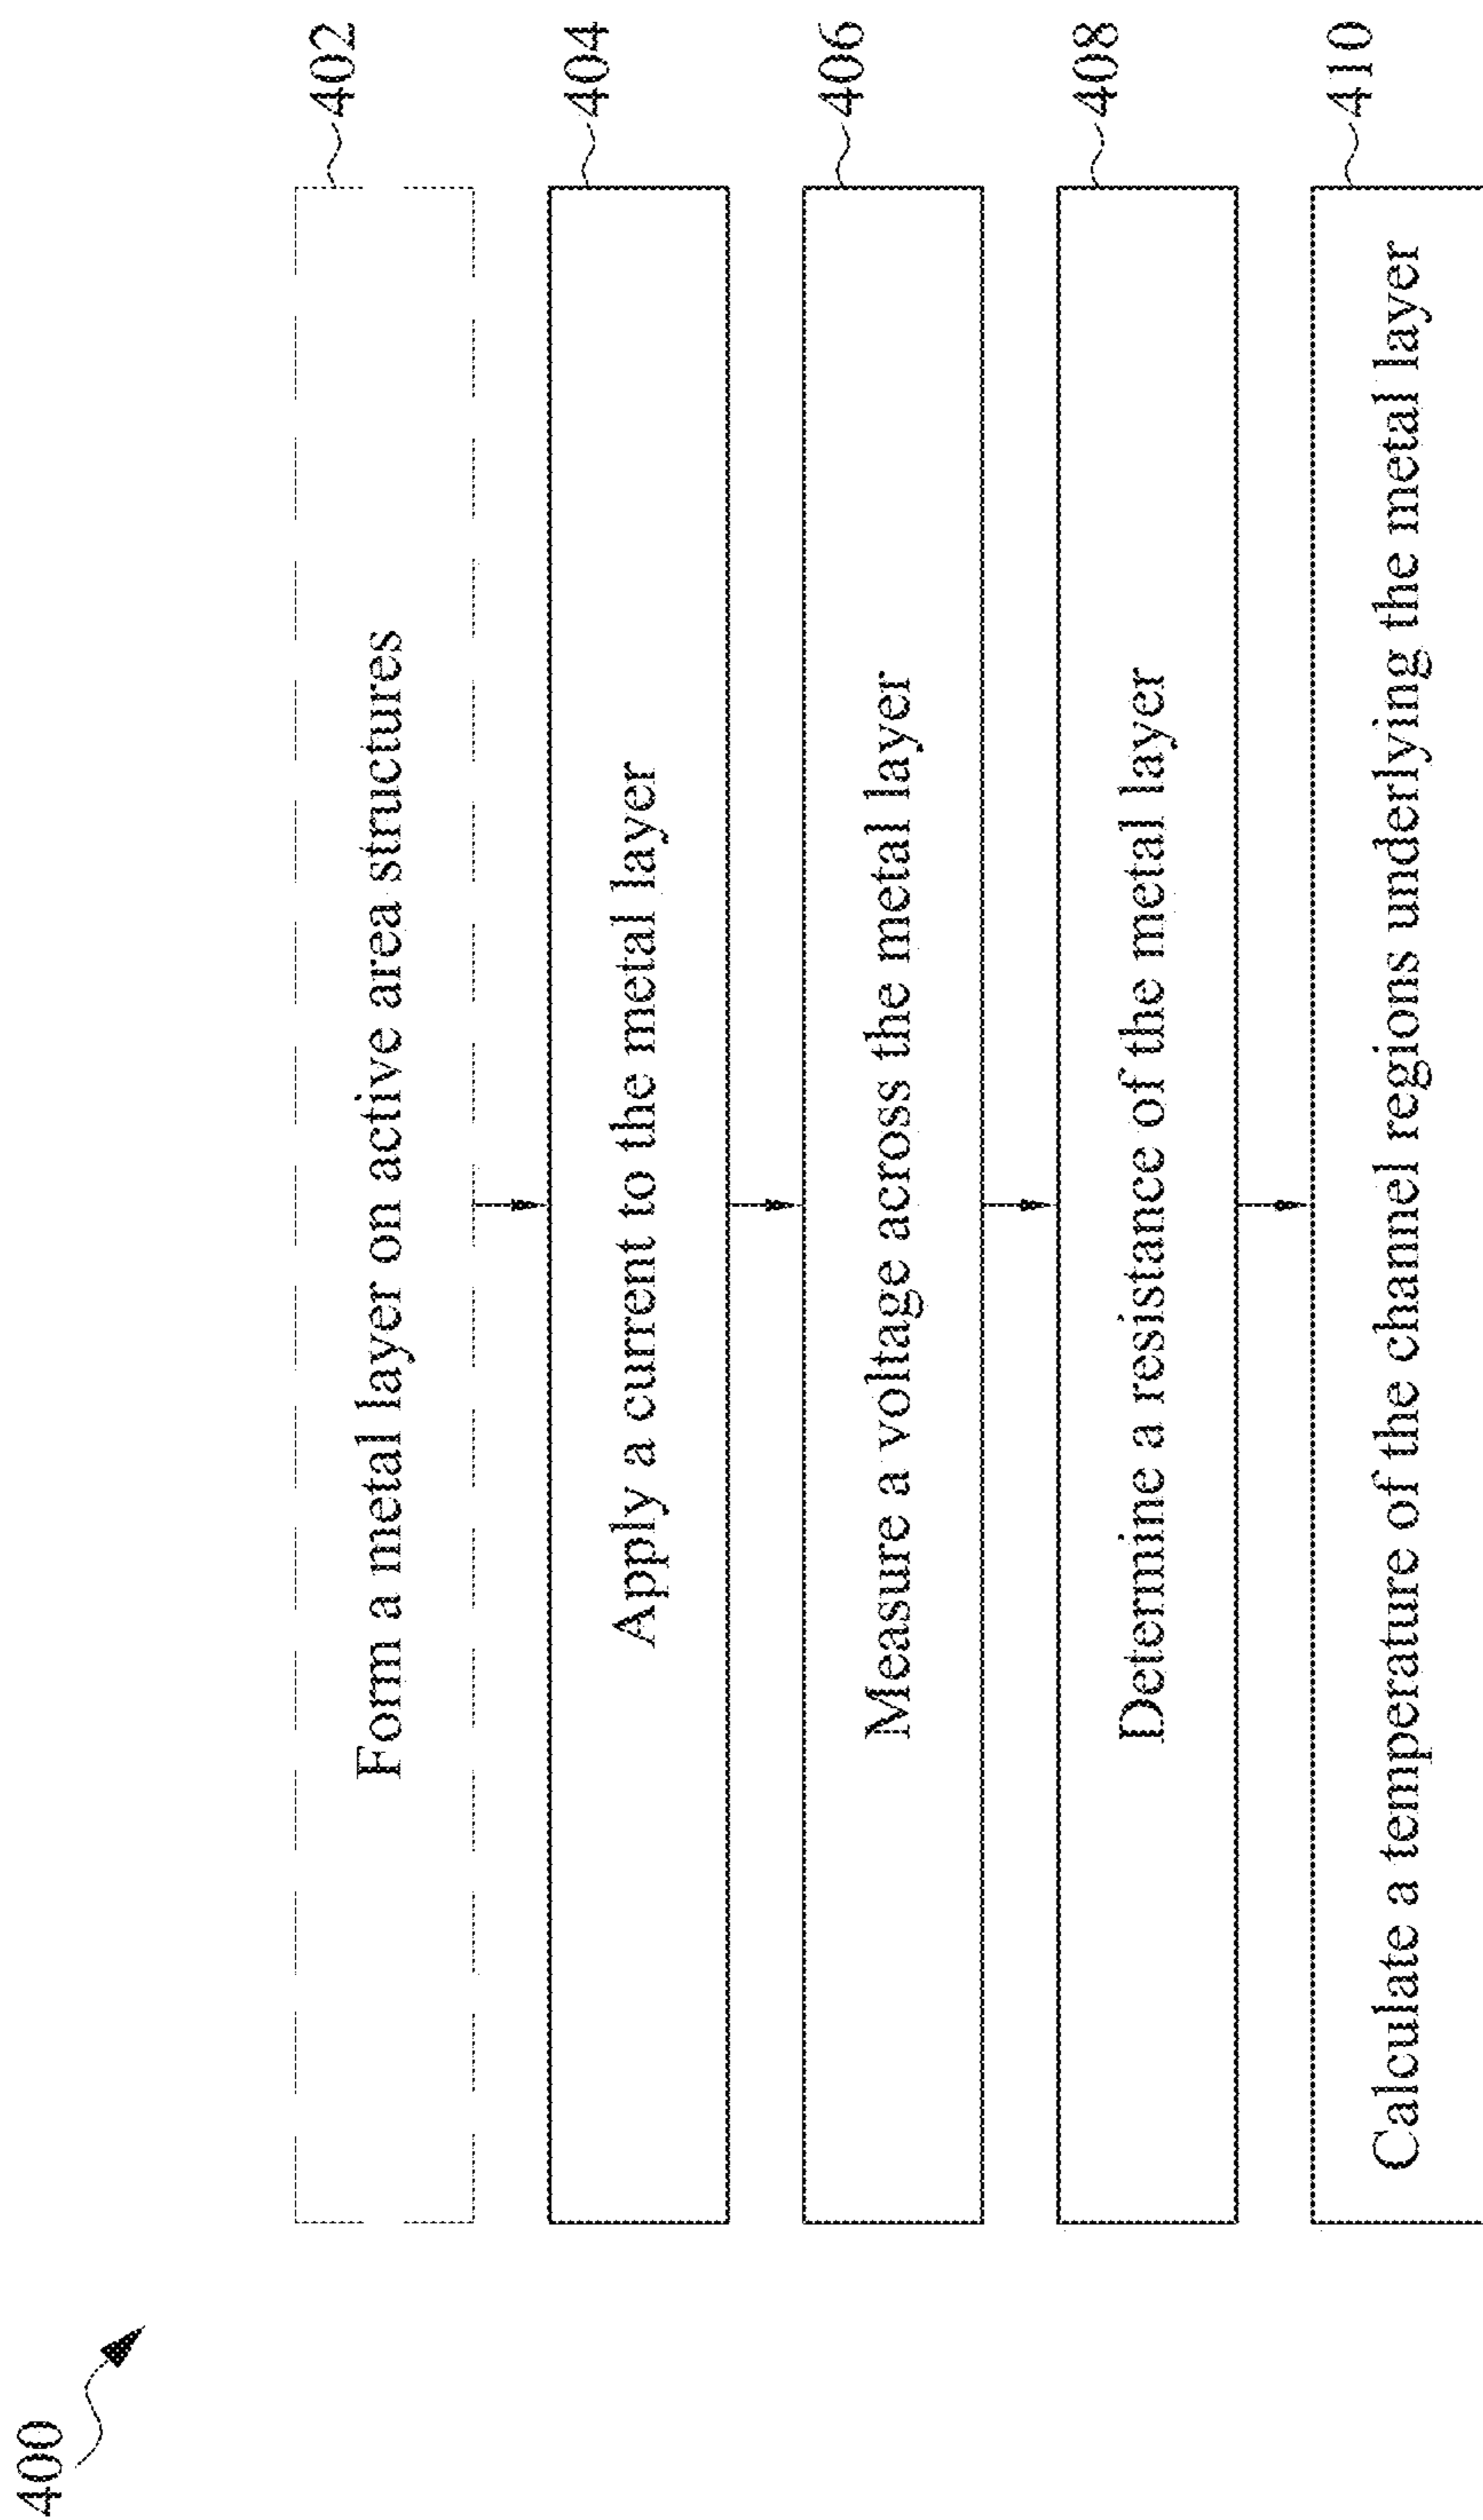 400
Form a metal layer on active area structures
402
Apply a current to the metal layer
404
Measure a voltage across the metal layer
406
Determine a resistance of the metal layer
408
Calculate a temperature of the channel regions underlying the metal layer
410